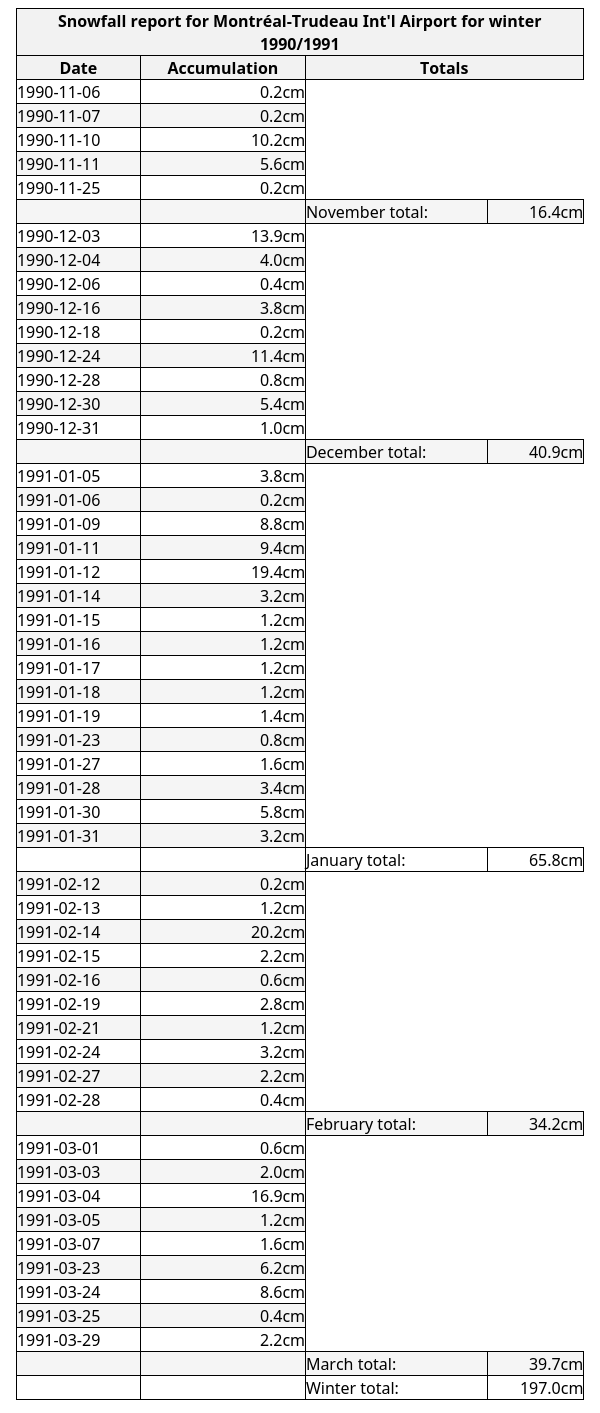 Snowfall report for Montréal-Trudeau Int'l Airport for winter
1990/1991
Date Accumulation Totals
1990-11-06 0.2cm
1990-11-07 0.2cm
1990-11-10 10.2cm
1990-11-11 5.6cm
1990-11-25 0.2cm
November total: 16.4cm
1990-12-03 13.9cm
1990-12-04 4.0cm
1990-12-06 0.4cm
1990-12-16 3.8cm
1990-12-18 0.2cm
1990-12-24 11.4cm
1990-12-28 0.8cm
1990-12-30 5.4cm
1990-12-31 1.0cm
December total: 40.9cm
1991-01-05 3.8cm
1991-01-06 0.2cm
1991-01-09 8.8cm
1991-01-11 9.4cm
1991-01-12 19.4cm
1991-01-14 3.2cm
1991-01-15 1.2cm
1991-01-16 1.2cm
1991-01-17 1.2cm
1991-01-18 1.2cm
1991-01-19 1.4cm
1991-01-23 0.8cm
1991-01-27 1.6cm
1991-01-28 3.4cm
1991-01-30 5.8cm
1991-01-31 3.2cm
January total: 65.8cm
1991-02-12 0.2cm
1991-02-13 1.2cm
1991-02-14 20.2cm
1991-02-15 2.2cm
1991-02-16 0.6cm
1991-02-19 2.8cm
1991-02-21 1.2cm
1991-02-24 3.2cm
1991-02-27 2.2cm
1991-02-28 0.4cm
February total: 34.2cm
1991-03-01 0.6cm
1991-03-03 2.0cm
1991-03-04 16.9cm
1991-03-05 1.2cm
1991-03-07 1.6cm
1991-03-23 6.2cm
1991-03-24 8.6cm
1991-03-25 0.4cm
1991-03-29 2.2cm
March total: 39.7cm
Winter total: 197.0cm